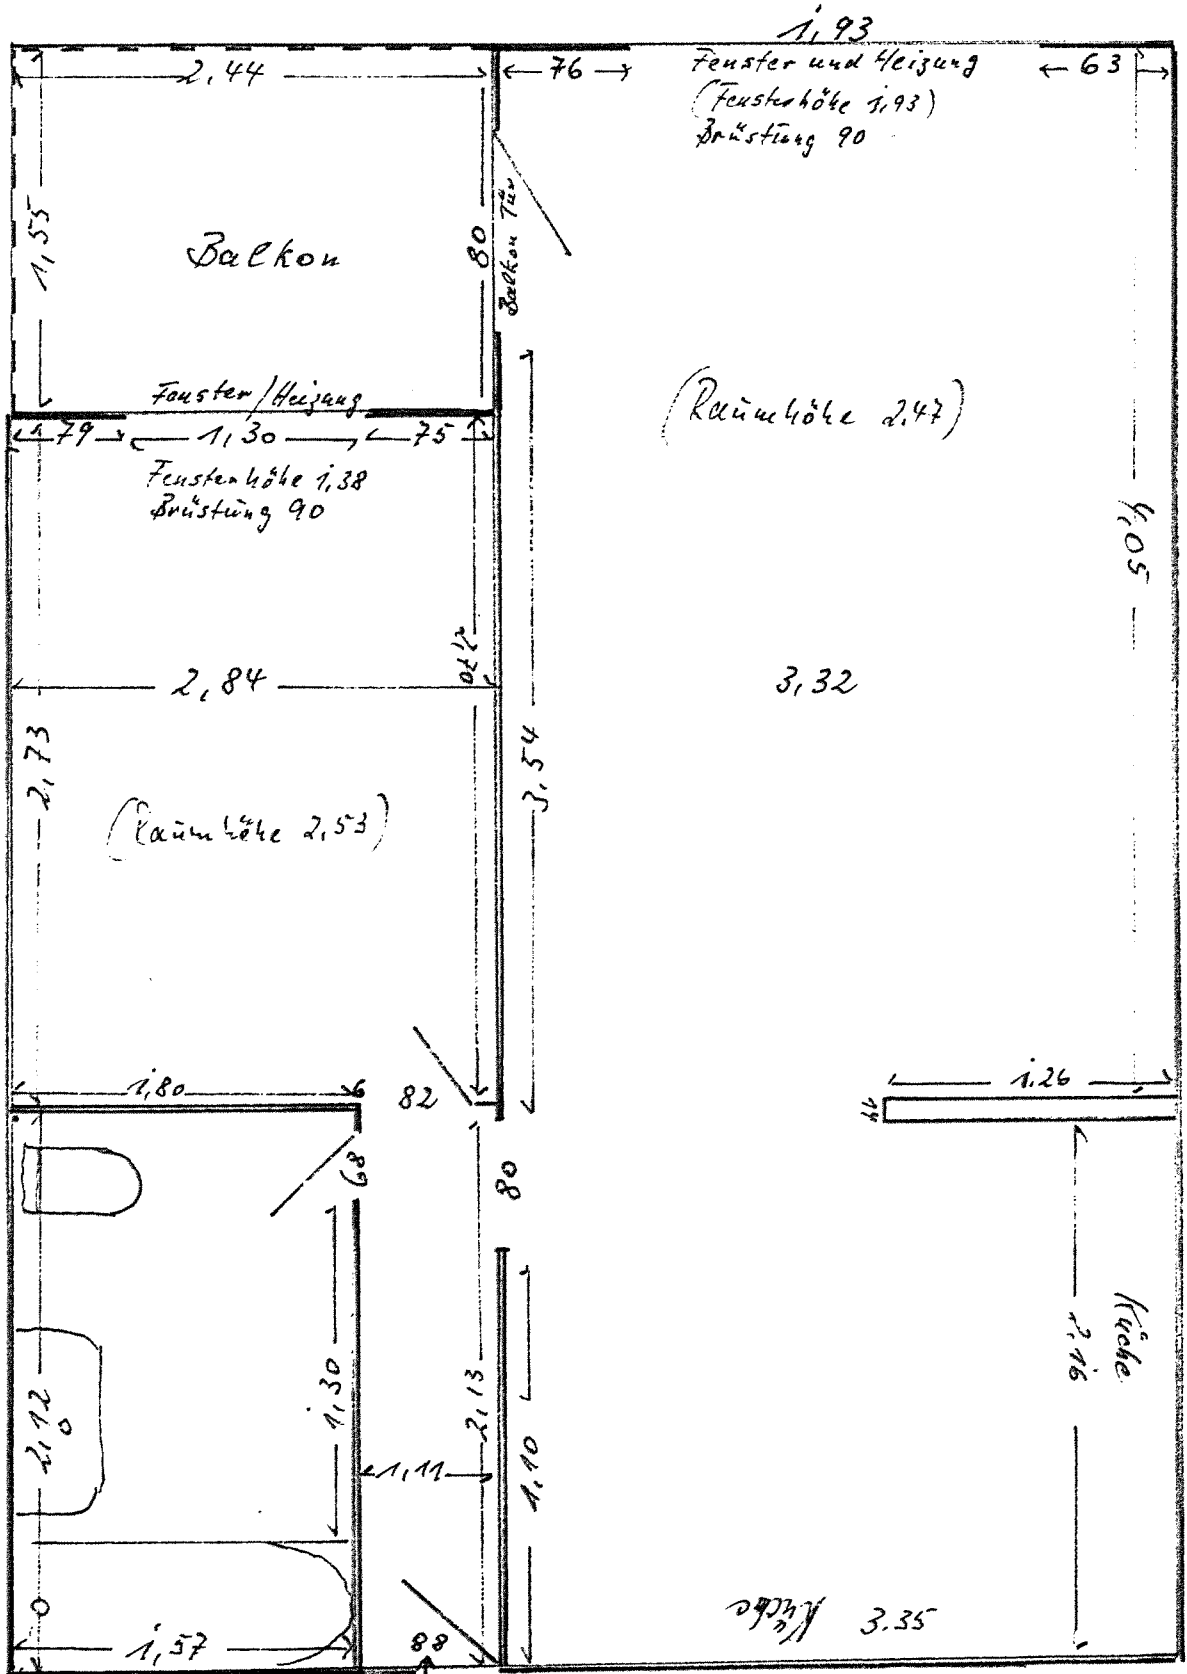 1,93
2,44
76
Fenster und Heizung
63
(Fensterhöhe 1,93)
Brüstung 90
1,55
Balkon
80
Balkon Tür
Fenster/Heizung
(Raumhöhe 2,47)
79
1,30
75
Fensterhöhe 1,38
Brüstung 90
4,05
2,70
2,84
3,32
2,73
3,54
(Raumhöhe 2,53)
1,80
6
82
1,26
14
68
80
Küche
2,16
1,30
2,13
2,12
1,11
1,10
Küche
3.35
1,57
88